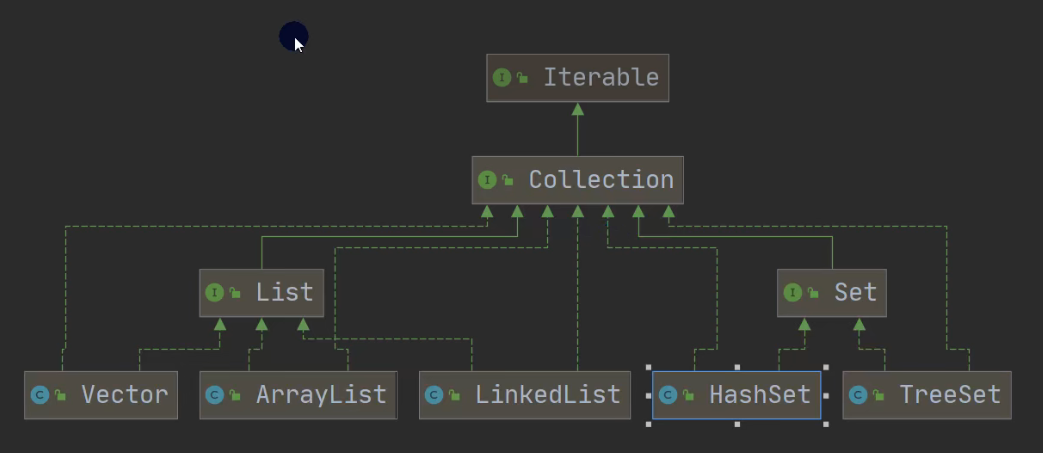 I Iterable
I Collection
I List
I Set
C Vector
C ArrayList
C LinkedList
C HashSet
C TreeSet